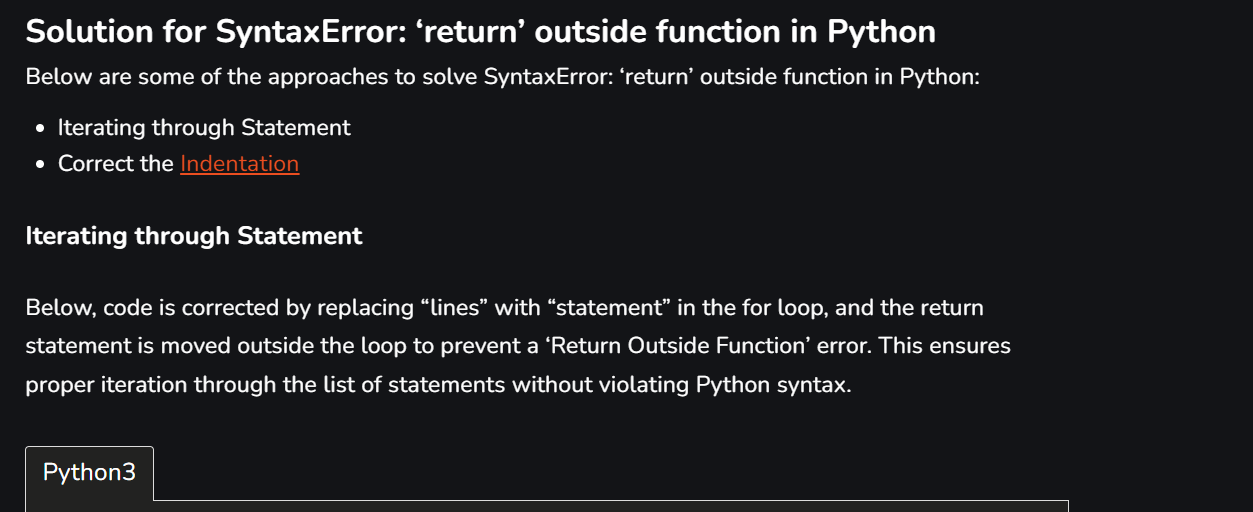 Solution for SyntaxError: ‘return’ outside function in Python
Below are some of the approaches to solve SyntaxError: ‘return’ outside function in Python:
• Iterating through Statement
• Correct the Indentation
Iterating through Statement
Below, code is corrected by replacing “lines” with “statement” in the for loop, and the return
statement is moved outside the loop to prevent a ‘Return Outside Function’ error. This ensures
proper iteration through the list of statements without violating Python syntax.
Python3